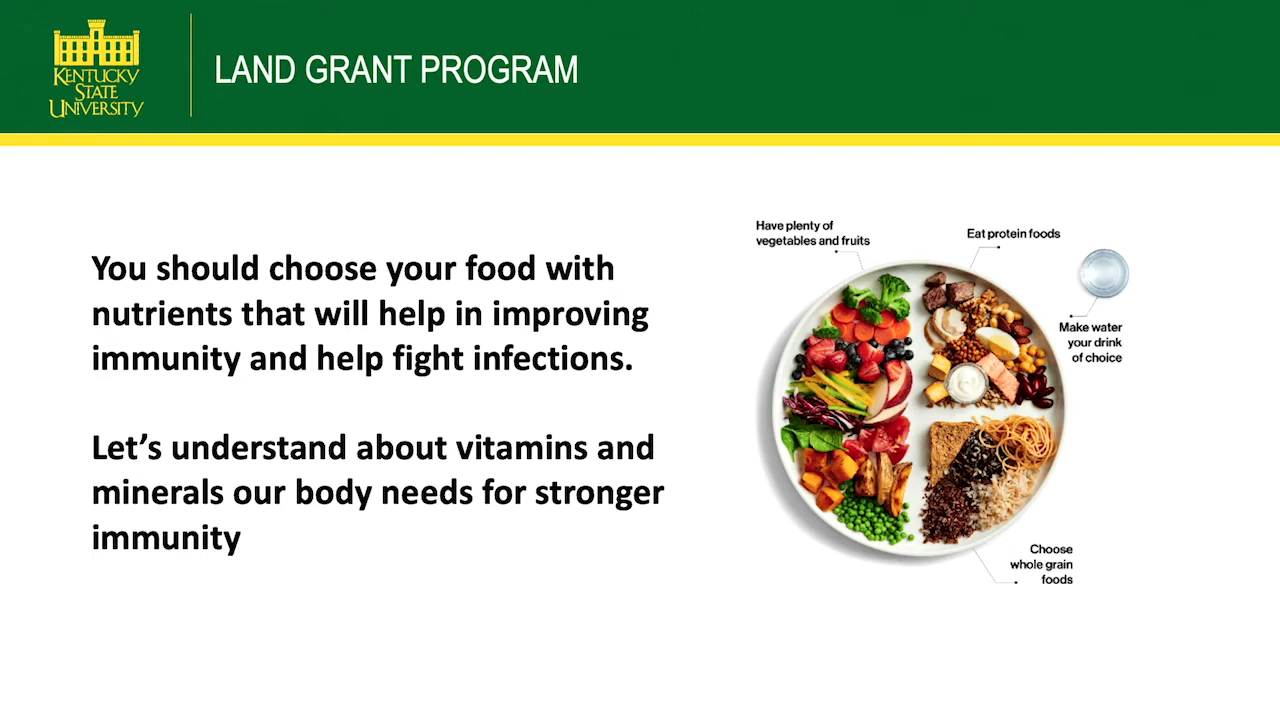 KENTUCKY
STATE
UNIVERSITY
LAND GRANT PROGRAM
You should choose your food with
nutrients that will help in improving
immunity and help fight infections.
Let’s understand about vitamins and
minerals our body needs for stronger
immunity
Have plenty of
vegetables and fruits
Eat protein foods
Make water
your drink
of choice
Choose
whole grain
foods